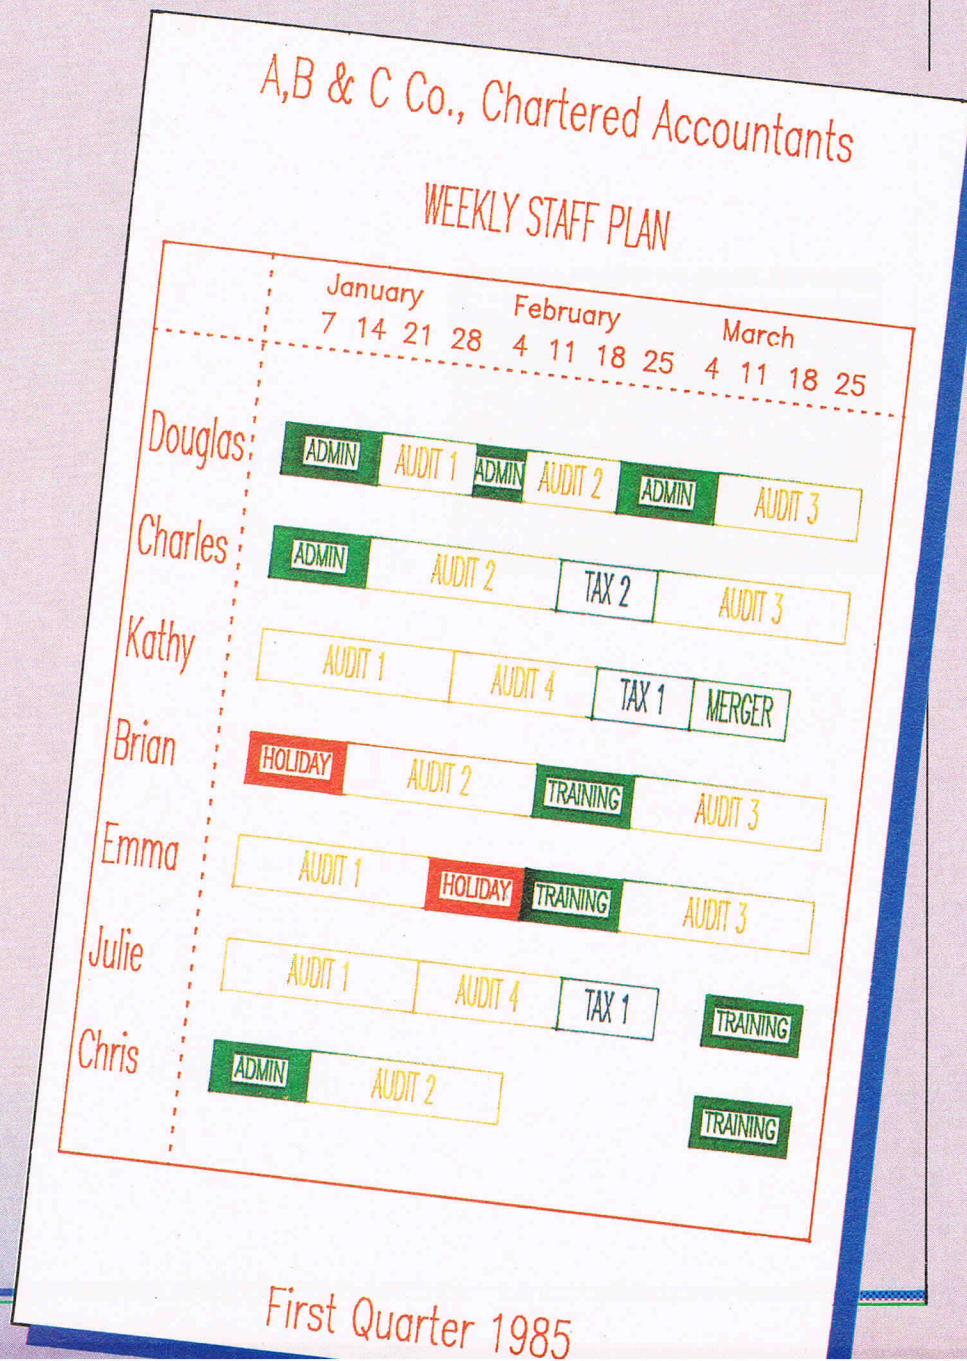 A,B & C Co., Chartered Accountants
WEEKLY STAFF PLAN
January February March
7 14 21 28 4 11 18 25 4 11 18 25
Douglas ADMIN AUDIT 1 ADMIN AUDIT 2 ADMIN AUDIT 3
Charles ADMIN AUDIT 2 TAX 2 AUDIT 3
Kathy AUDIT 1 AUDIT 4 TAX 1 MERGER
Brian HOLIDAY AUDIT 2 TRAINING AUDIT 3
Emma AUDIT 1 HOLIDAY TRAINING AUDIT 3
Julie AUDIT 1 AUDIT 4 TAX 1 TRAINING
Chris ADMIN AUDIT 2 TRAINING
First Quarter 1985